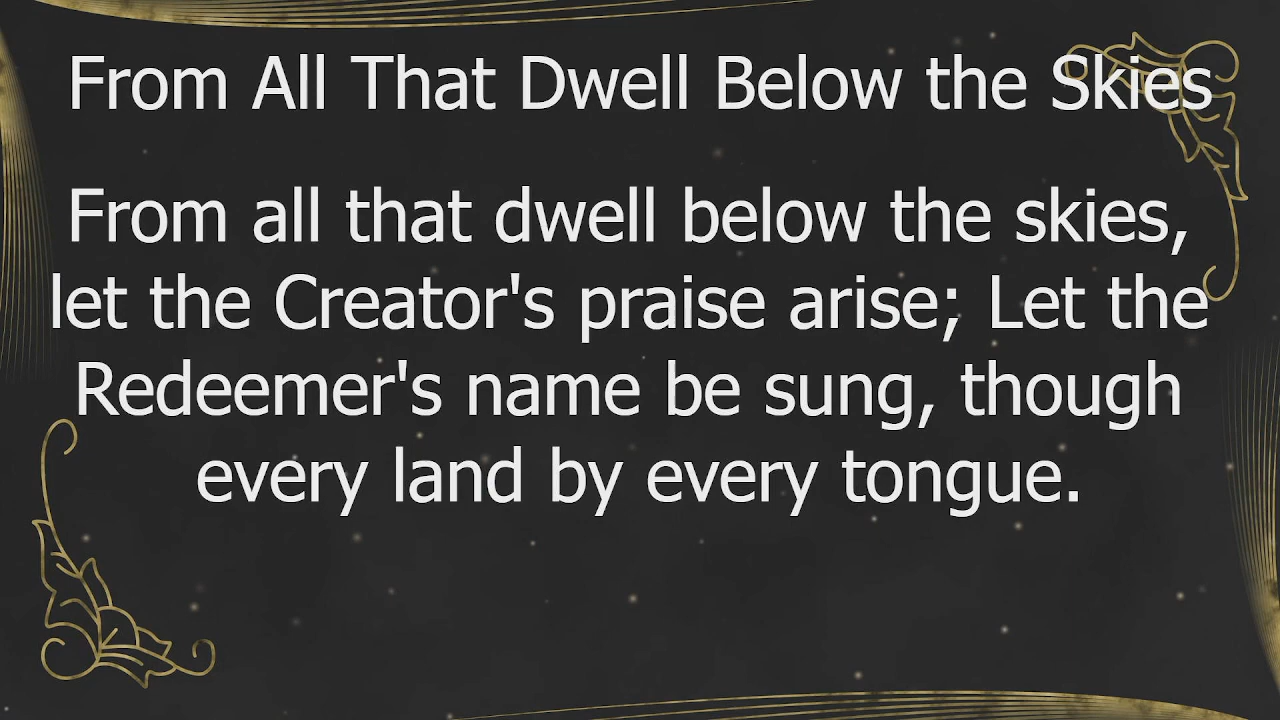 From All That Dwell Below the Skies
From all that dwell below the skies,
let the Creator's praise arise; Let the
Redeemer's name be sung, though
every land by every tongue.